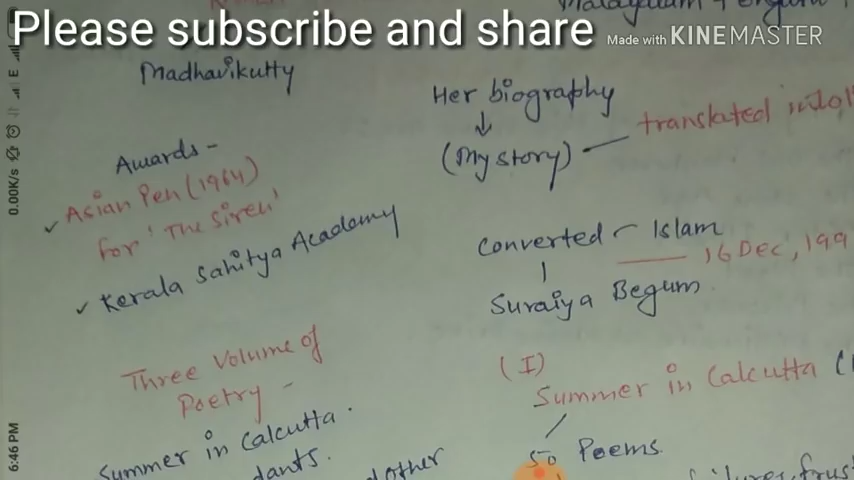 Please subscribe and share
Made with KINEMASTER
Madhavikutty
Awards -
✓ Asian Pen (1964)
for 'The Siren'
✓ Kerala Sahitya Academy
Three Volume of
Poetry -
Summer in Calcutta.
Her biography
↓
(My story) — translated
Converted - Islam
16 Dec, 199
Suraiya Begum
(I)
Summer in Calcutta (
50 Poems
0.00K/s
E
6:46 PM